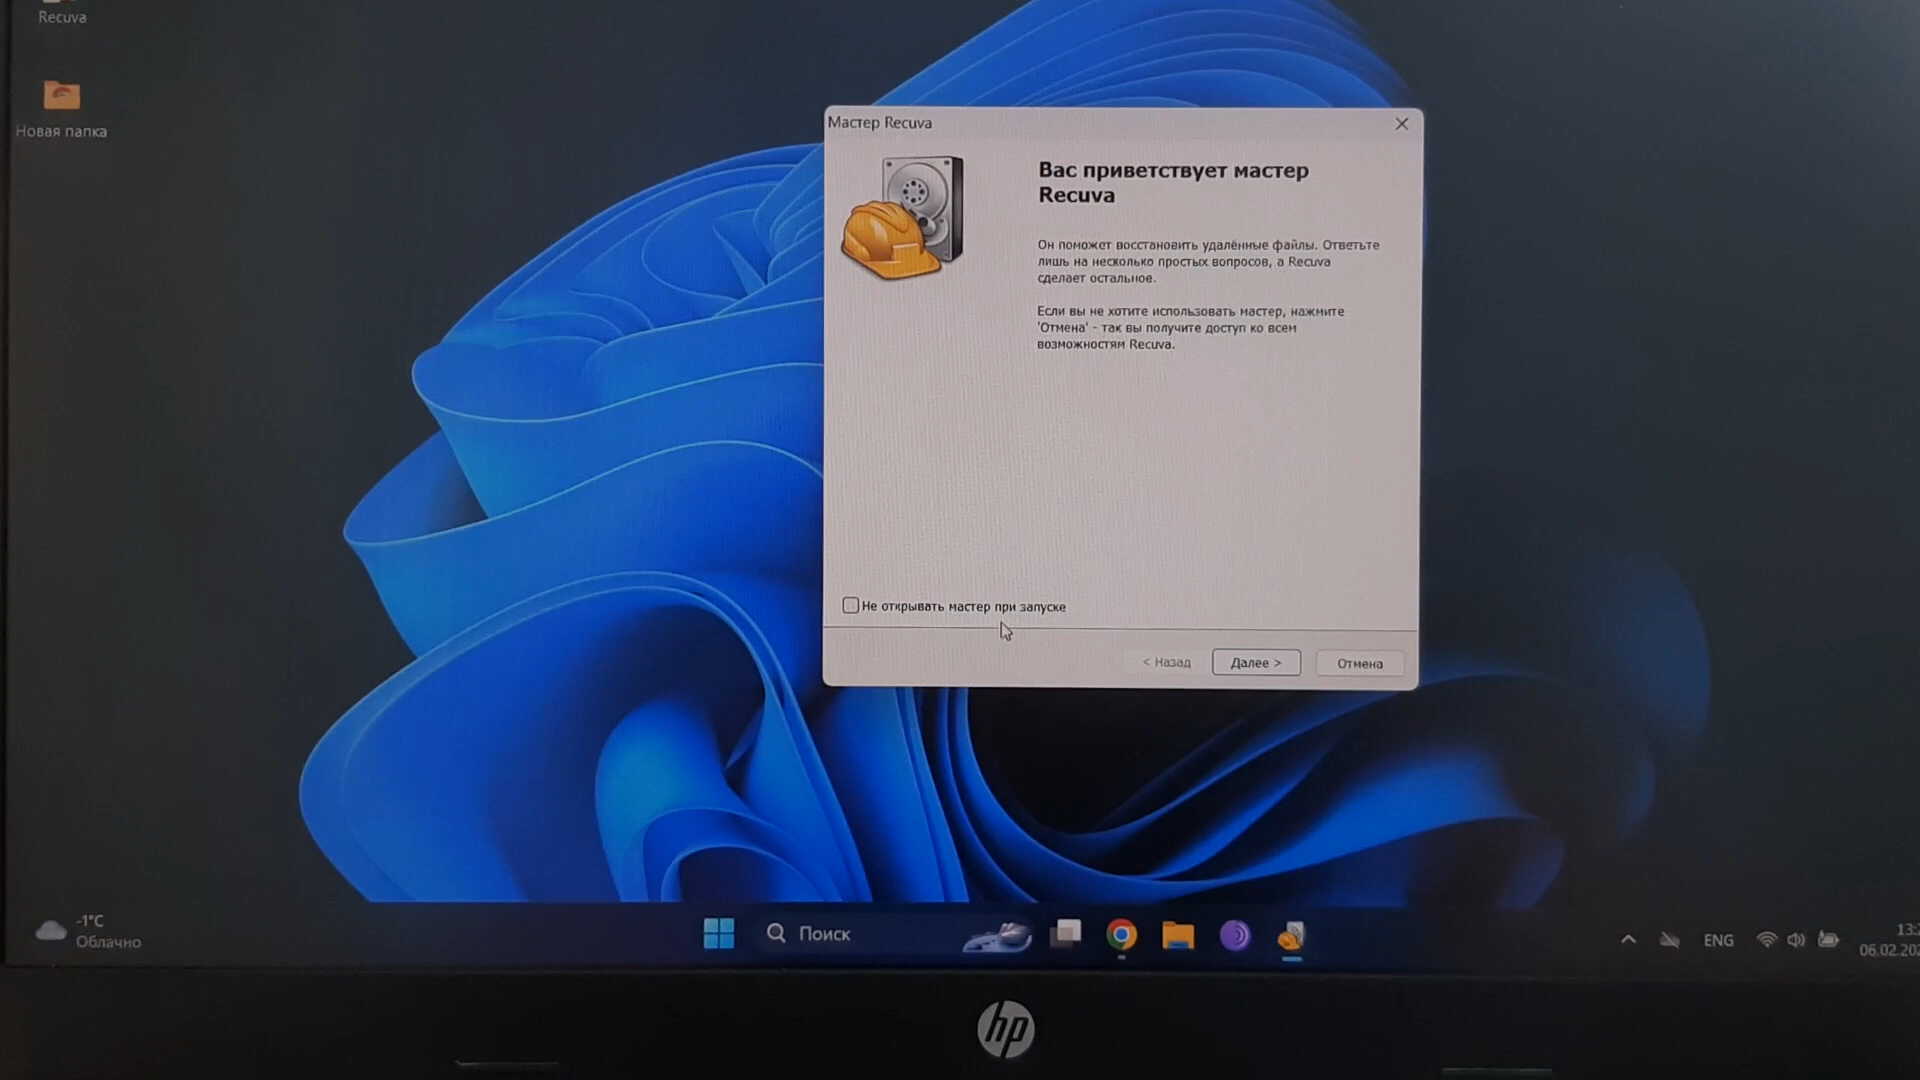 Recuva
Новая папка
Мастер Recuva
Вас приветствует мастер
Recuva
Он поможет восстановить удалённые файлы. Ответьте
лишь на несколько простых вопросов, а Recuva
сделает остальное.
Если вы не хотите использовать мастер, нажмите
'Отмена' - так вы получите доступ ко всем
возможностям Recuva.
Не открывать мастер при запуске
< Назад
Далее >
Отмена
-1°C
Облачно
Поиск
ENG
hp